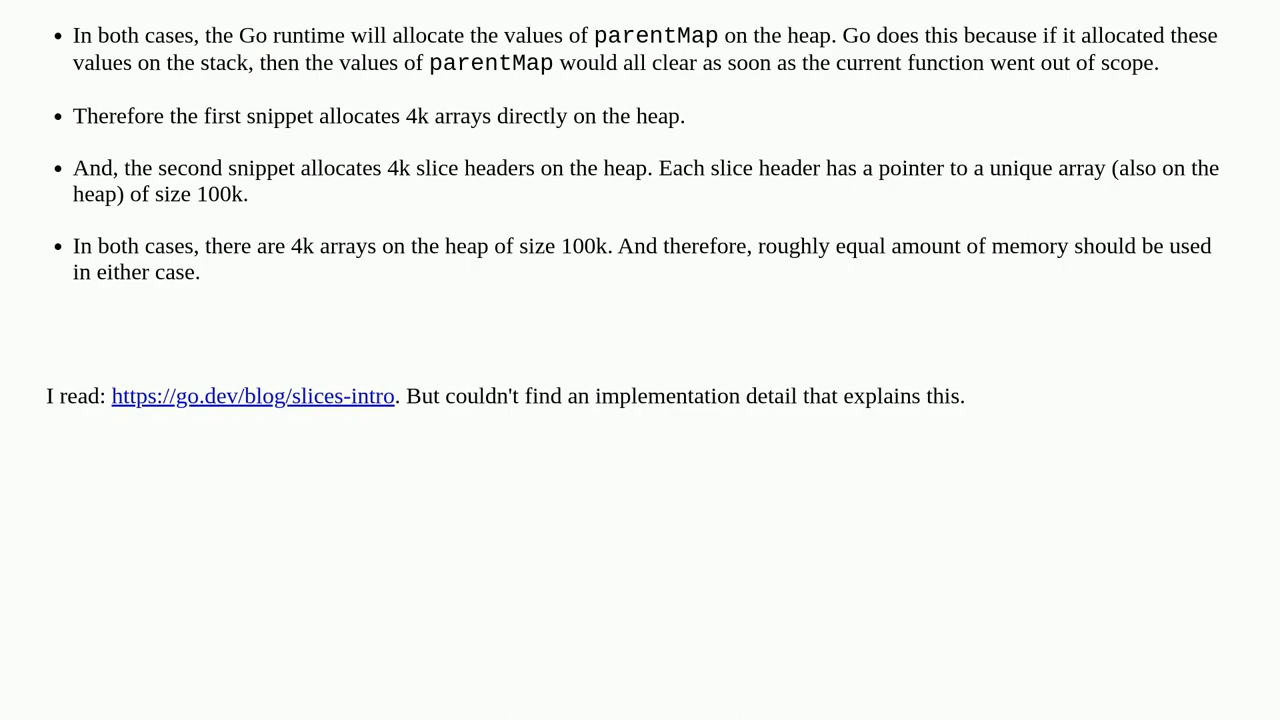 • In both cases, the Go runtime will allocate the values of parentMap on the heap. Go does this because if it allocated these
values on the stack, then the values of parentMap would all clear as soon as the current function went out of scope.
• Therefore the first snippet allocates 4k arrays directly on the heap.
• And, the second snippet allocates 4k slice headers on the heap. Each slice header has a pointer to a unique array (also on the
heap) of size 100k.
• In both cases, there are 4k arrays on the heap of size 100k. And therefore, roughly equal amount of memory should be used
in either case.
I read: https://go.dev/blog/slices-intro. But couldn't find an implementation detail that explains this.